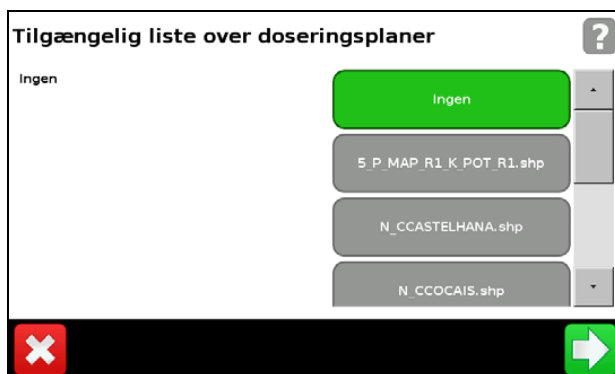 Tilgængelig liste over doseringsplaner
?
Ingen
Ingen
5_P_MAP_R1_K_POT_R1.shp
N_CCASTELHANA.shp
N_CCOCAIS.shp